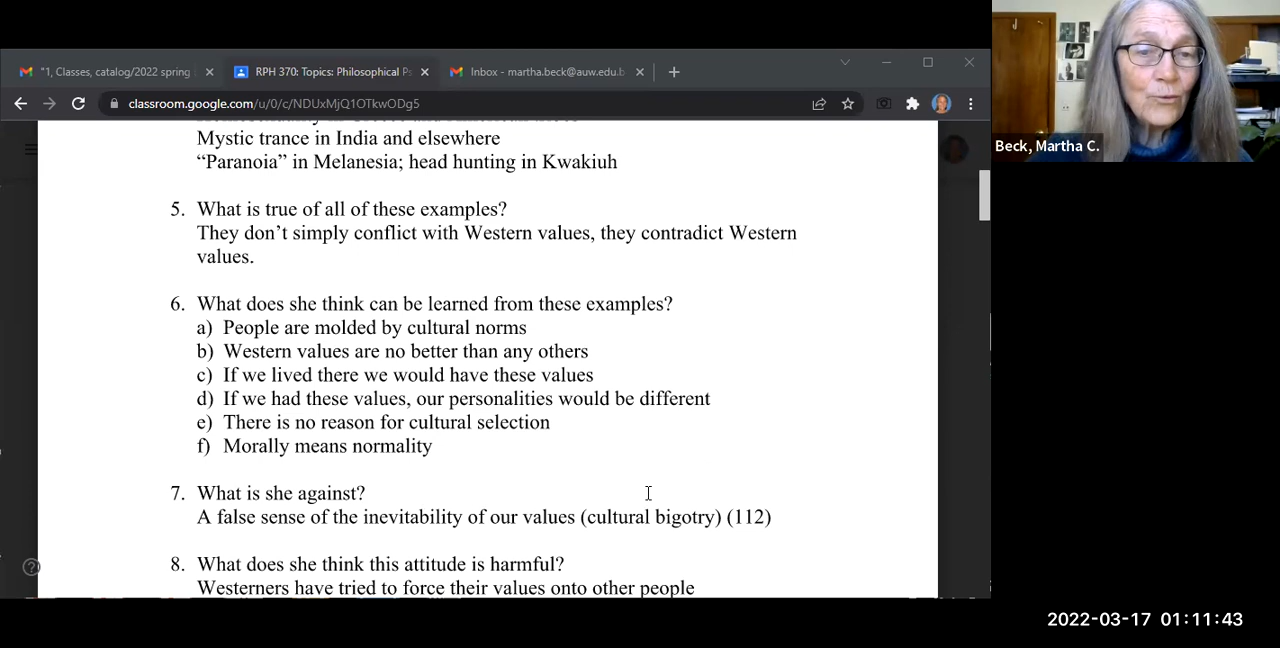 "1, Classes, catalog/2022 spring
RPH 370: Topics: Philosophical Ps
Inbox - martha.beck@auw.edu.b
classroom.google.com/u/0/c/NDUxMjQ1OTkwODg5
Beck, Martha C.
Mystic trance in India and elsewhere
“Paranoia” in Melanesia; head hunting in Kwakiuh
5. What is true of all of these examples?
They don’t simply conflict with Western values, they contradict Western
values.
6. What does she think can be learned from these examples?
a) People are molded by cultural norms
b) Western values are no better than any others
c) If we lived there we would have these values
d) If we had these values, our personalities would be different
e) There is no reason for cultural selection
f) Morally means normality
7. What is she against?
A false sense of the inevitability of our values (cultural bigotry) (112)
8. What does she think this attitude is harmful?
Westerners have tried to force their values onto other people
2022-03-17 01:11:43